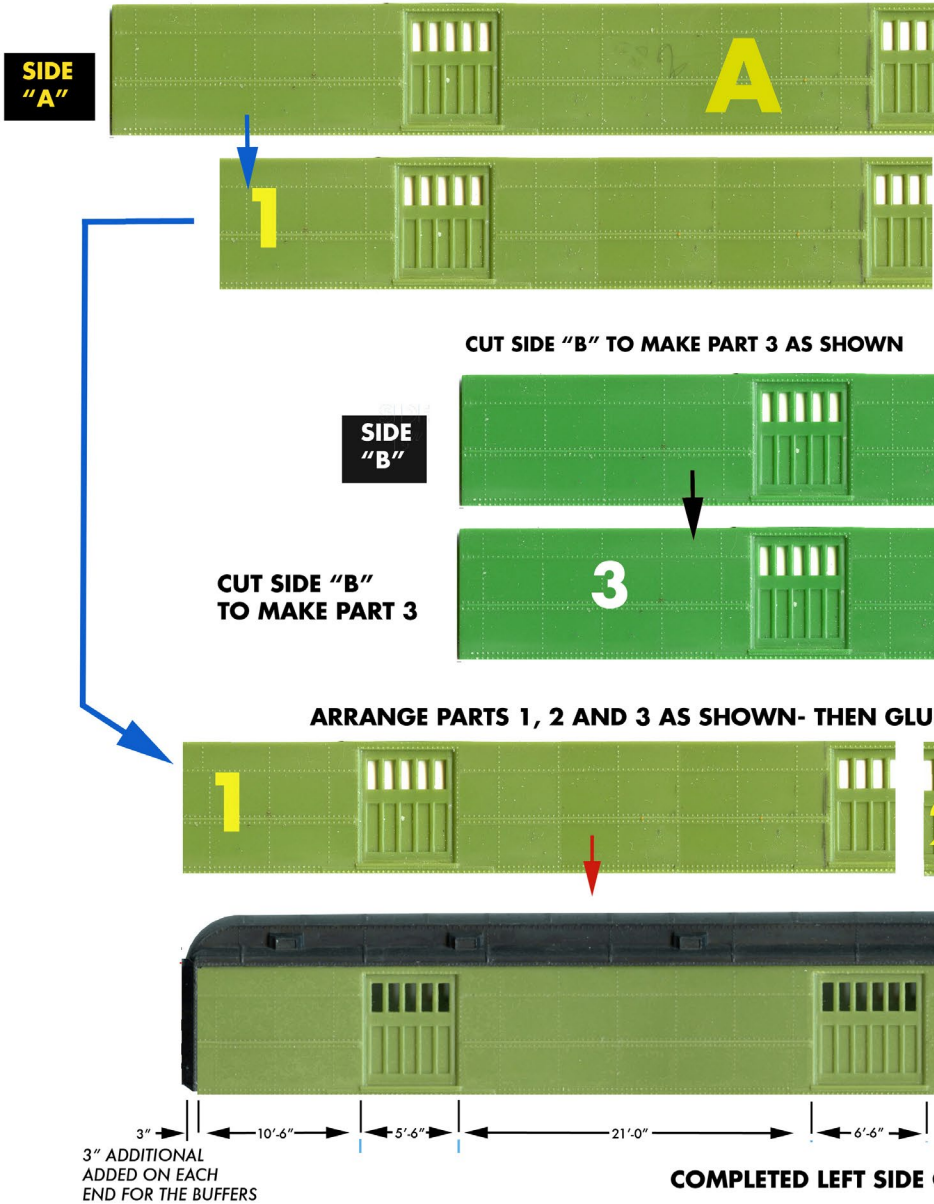 SIDE
“A”
A
1
CUT SIDE “B” TO MAKE PART 3 AS SHOWN
SIDE
“B”
CUT SIDE “B”
TO MAKE PART 3
3
ARRANGE PARTS 1, 2 AND 3 AS SHOWN- THEN GLU
1
3” 10’-6” 5’-6” 21’-0” 6’-6”
3” ADDITIONAL
ADDED ON EACH
END FOR THE BUFFERS
COMPLETED LEFT SIDE